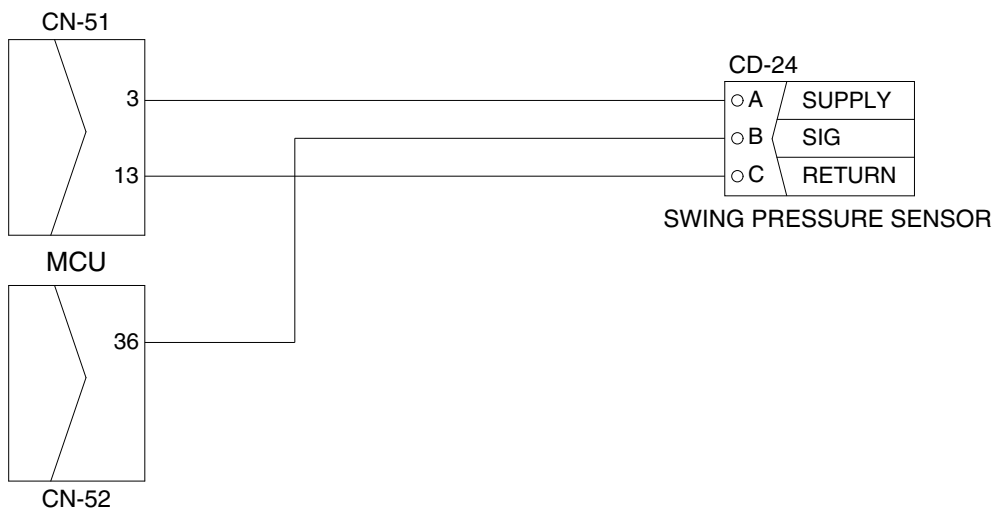 CN-51
3
13
MCU
36
CN-52
CD-24
A SUPPLY
B SIG
C RETURN
SWING PRESSURE SENSOR